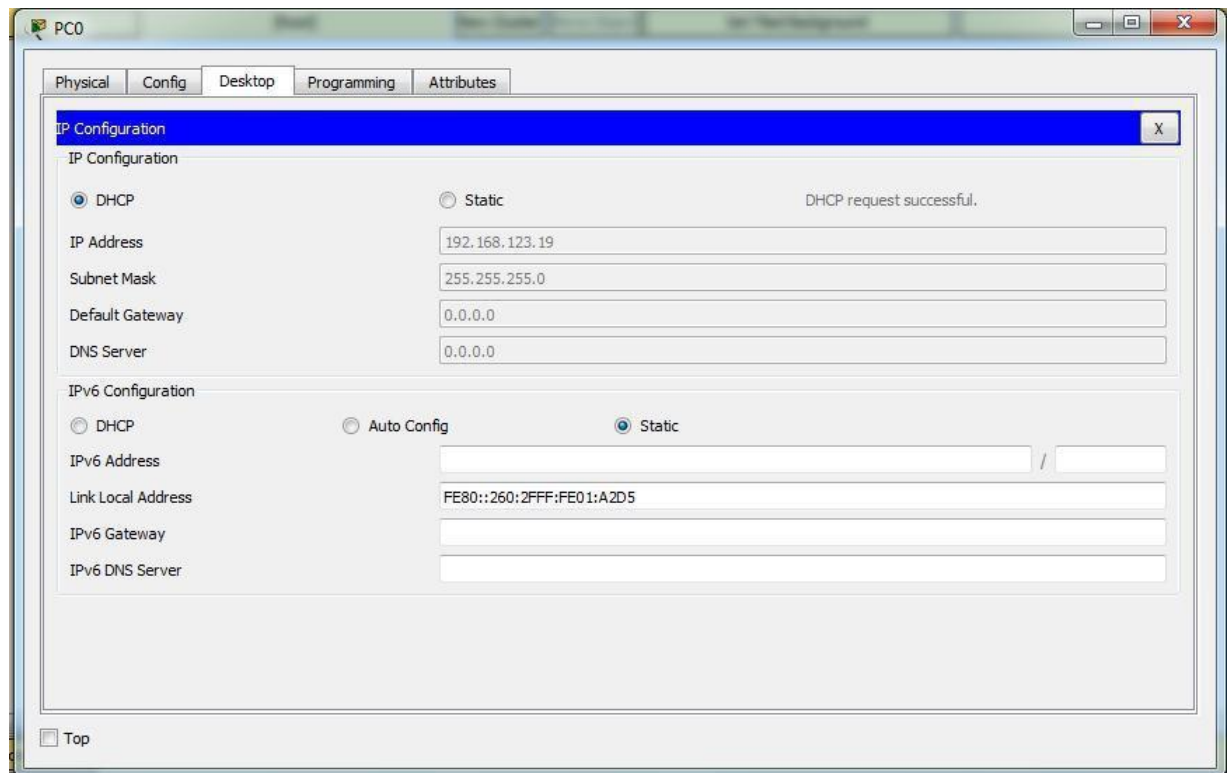 PC0
X
Physical Config Desktop Programming Attributes
IP Configuration X
IP Configuration
DHCP Static DHCP request successful.
IP Address 192.168.123.19
Subnet Mask 255.255.255.0
Default Gateway 0.0.0.0
DNS Server 0.0.0.0
IPv6 Configuration
DHCP Auto Config Static
IPv6 Address /
Link Local Address FE80::260:2FFF:FE01:A2D5
IPv6 Gateway
IPv6 DNS Server
Top